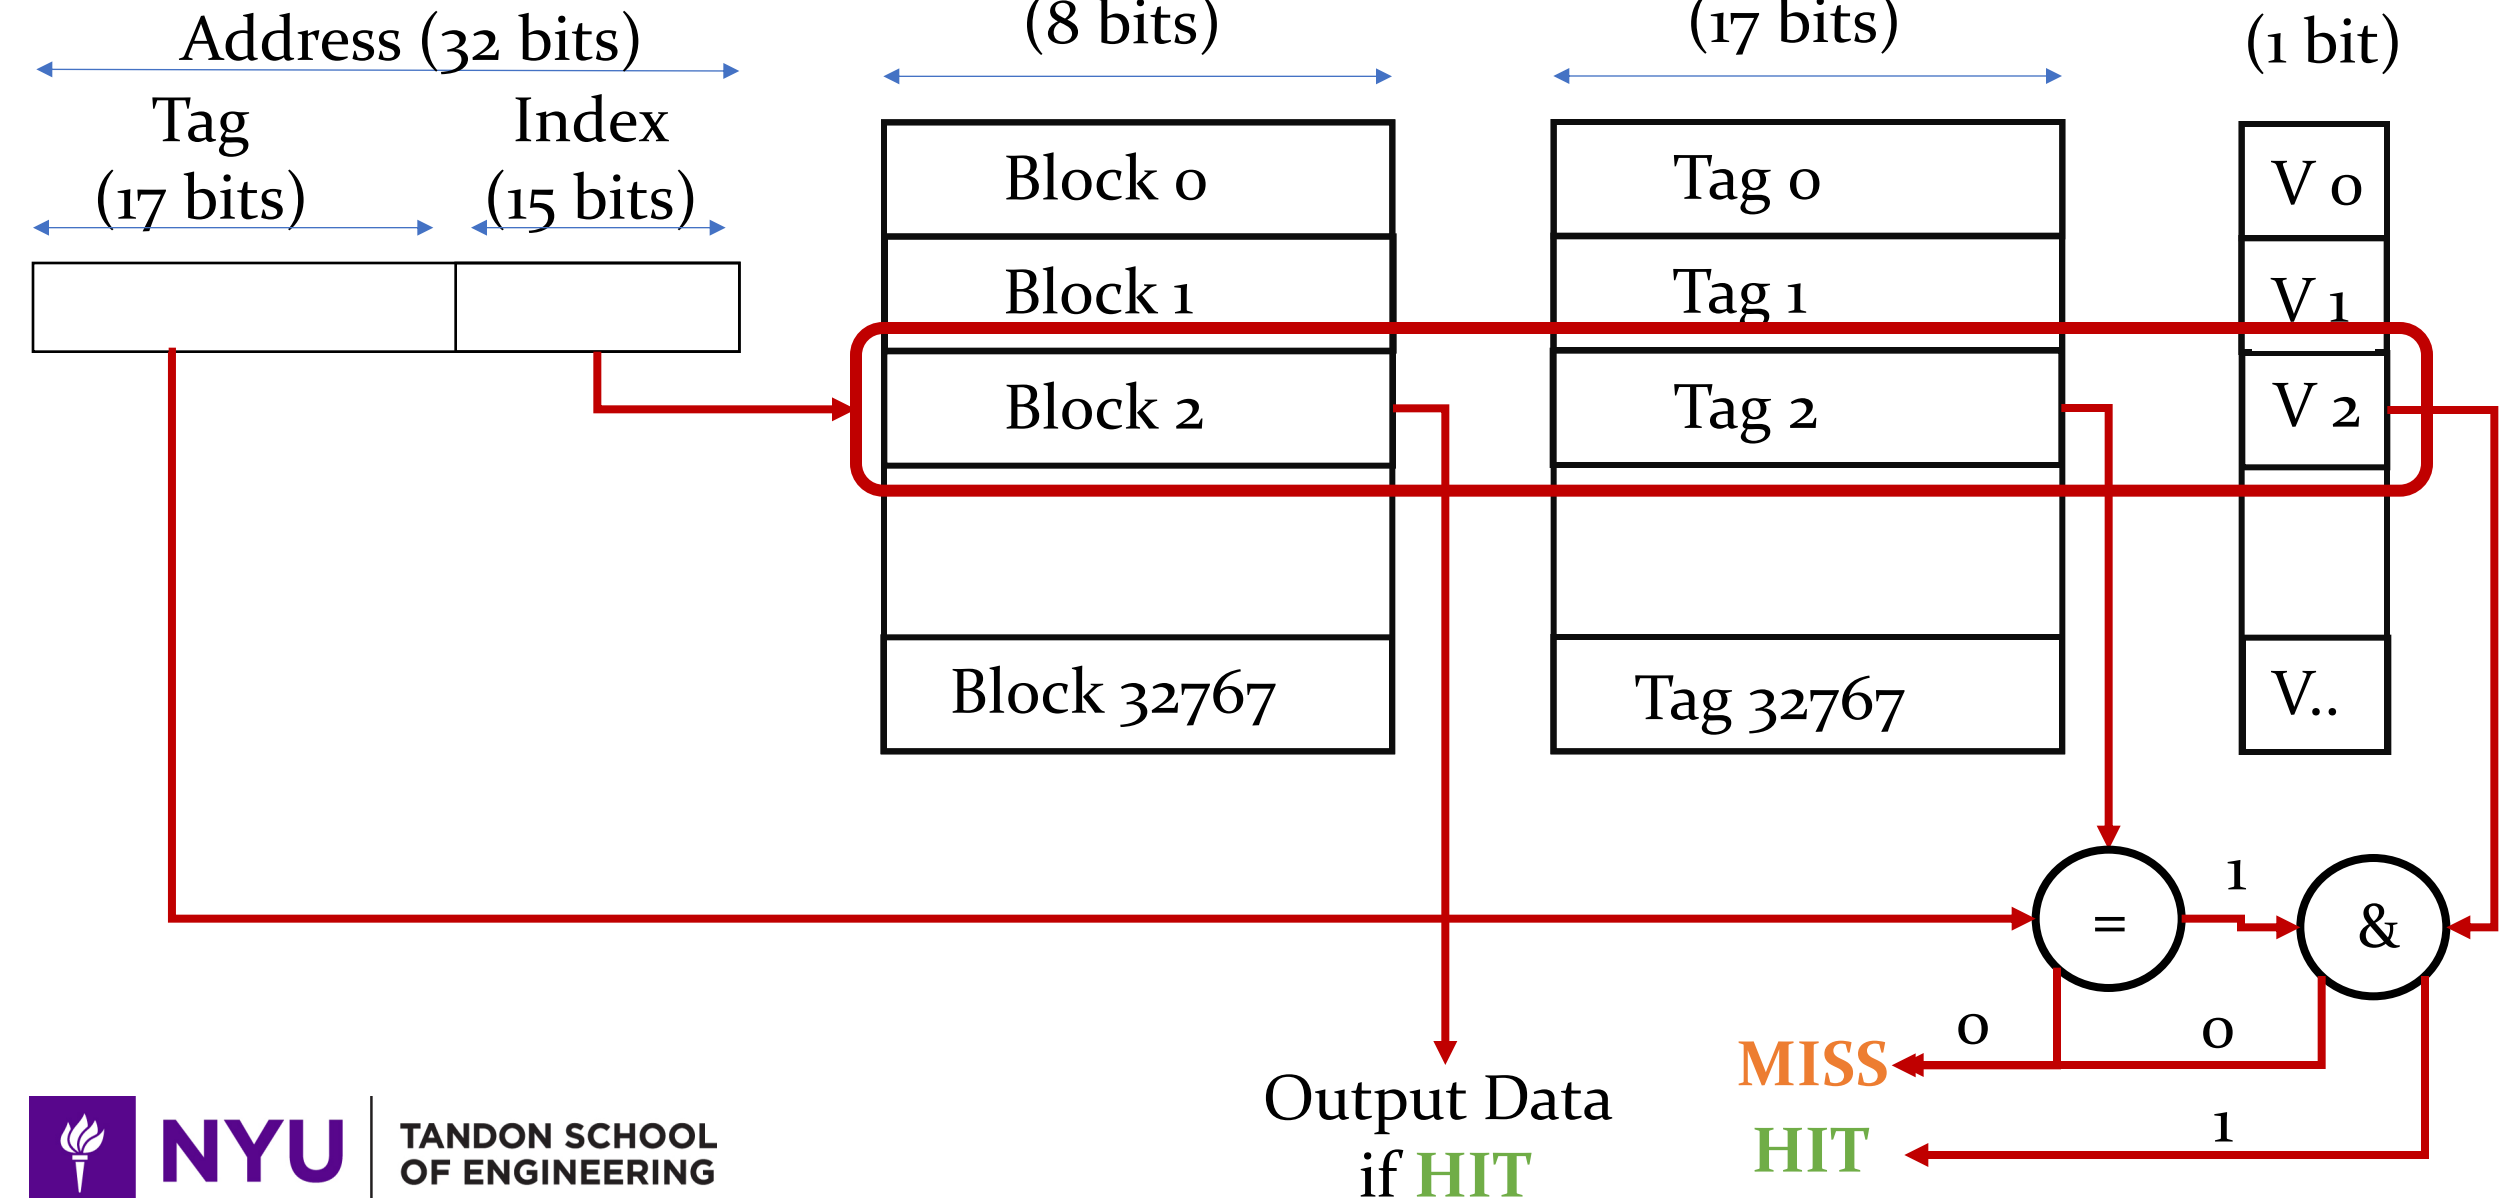 Address (32 bits)
Tag
(17 bits)
Index
(15 bits)
(8 bits)
(17 bits)
(1 bit)
Block 0
Tag 0
V 0
Block 1
Tag 1
V 1
Block 2
Tag 2
V 2
Block 32767
Tag 32767
V..
=
1
&
0
0
MISS
1
HIT
Output Data
if HIT
NYU
TANDON SCHOOL
OF ENGINEERING